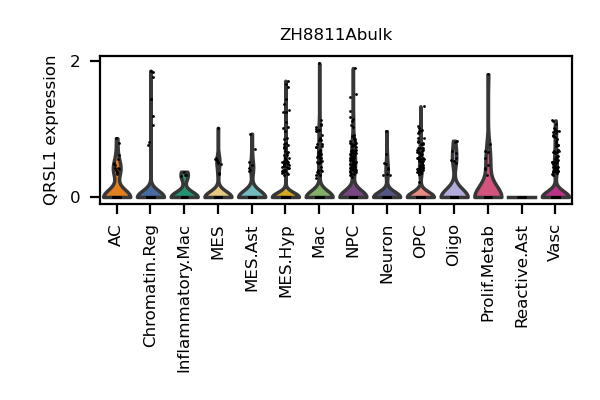 ZH8811Abulk
QRSL1 expression
2
0
AC
Chromatin.Reg
Inflammatory.Mac
MES
MES.Ast
MES.Hyp
Mac
NPC
Neuron
OPC
Oligo
Prolif.Metab
Reactive.Ast
Vasc